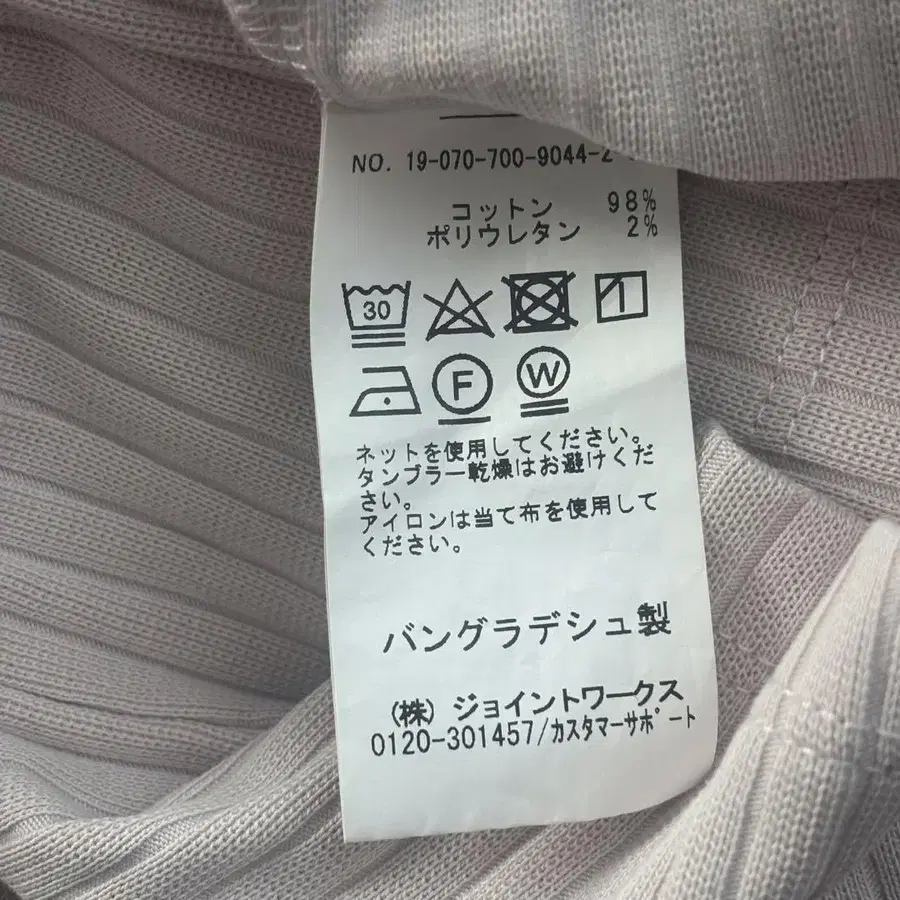 NO. 19-070-700-9044-2
コットン 98%
ポリウレタン 2%
30
F
W
ネットを使用してください。
タンブラー乾燥はお避けくだ
さい。
アイロンは当て布を使用して
ください。
バングラデシュ製
(株) ジョイントワークス
0120-301457/カスタマーサポート